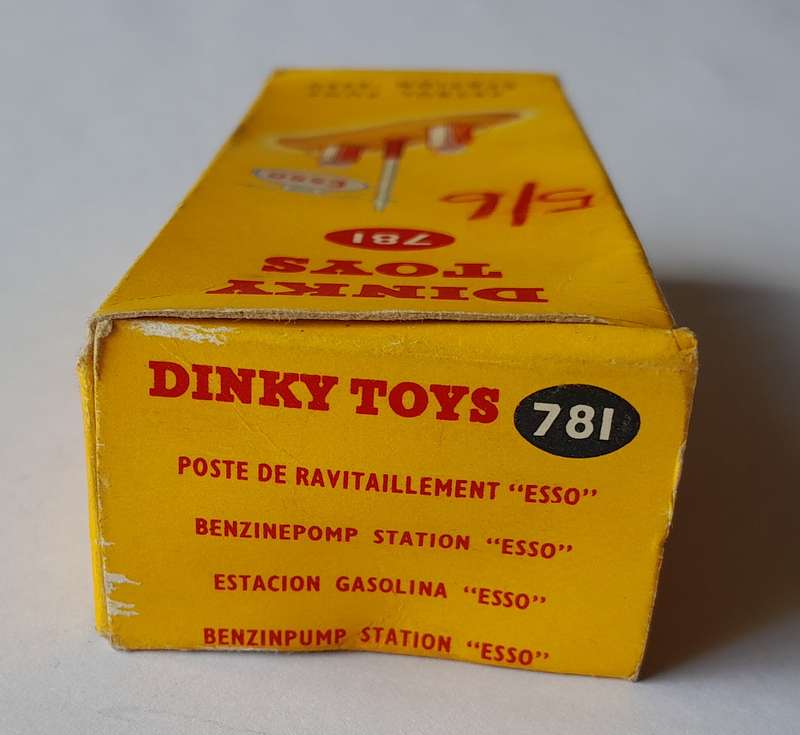 DINKY TOYS 781
POSTE DE RAVITAILLEMENT “ESSO”
BENZINEPOMP STATION “ESSO”
ESTACION GASOLINA “ESSO”
BENZINPUMP STATION “ESSO”
DINKY
TOYS
781
Esso
5/6